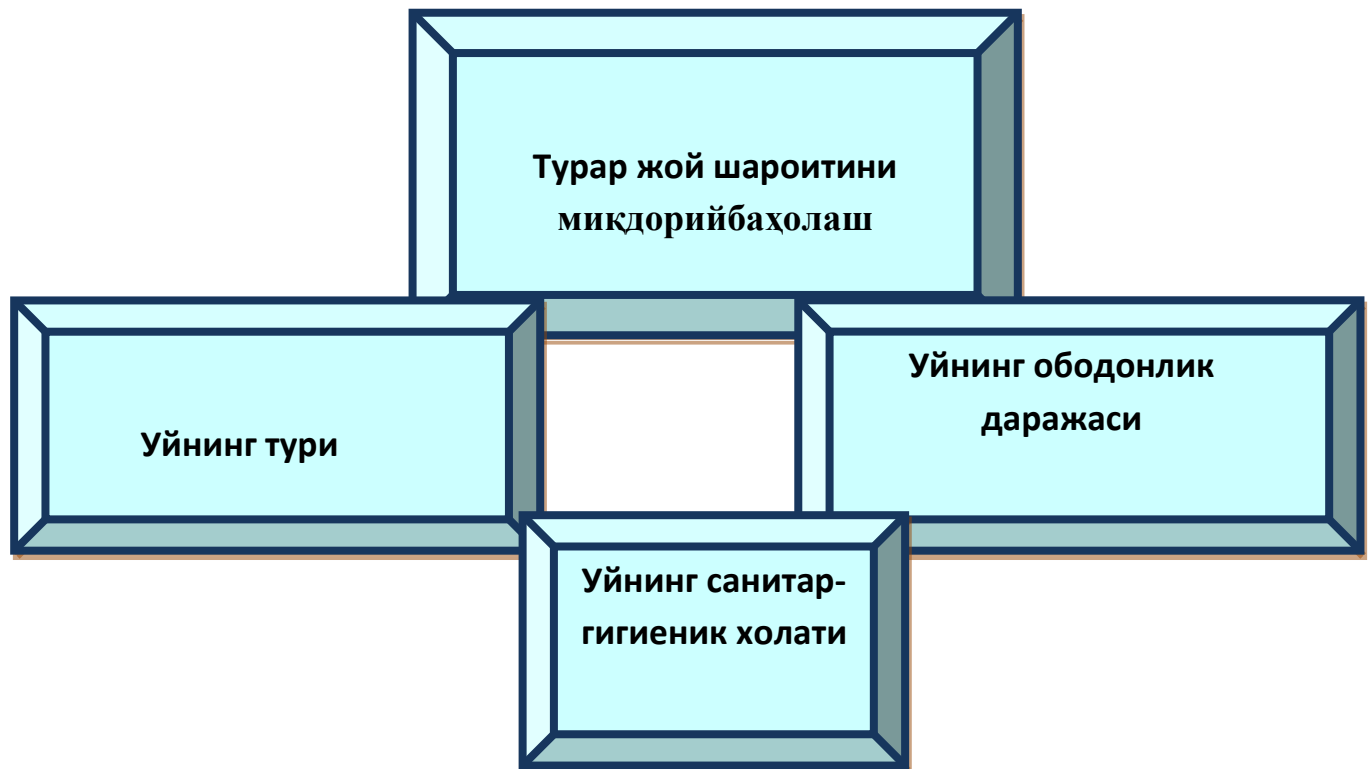 Турар жой шароитини
миқдорийбаҳолаш
Уйнинг тури
Уйнинг ободонлик
даражаси
Уйнинг санитар-
гигиеник холати